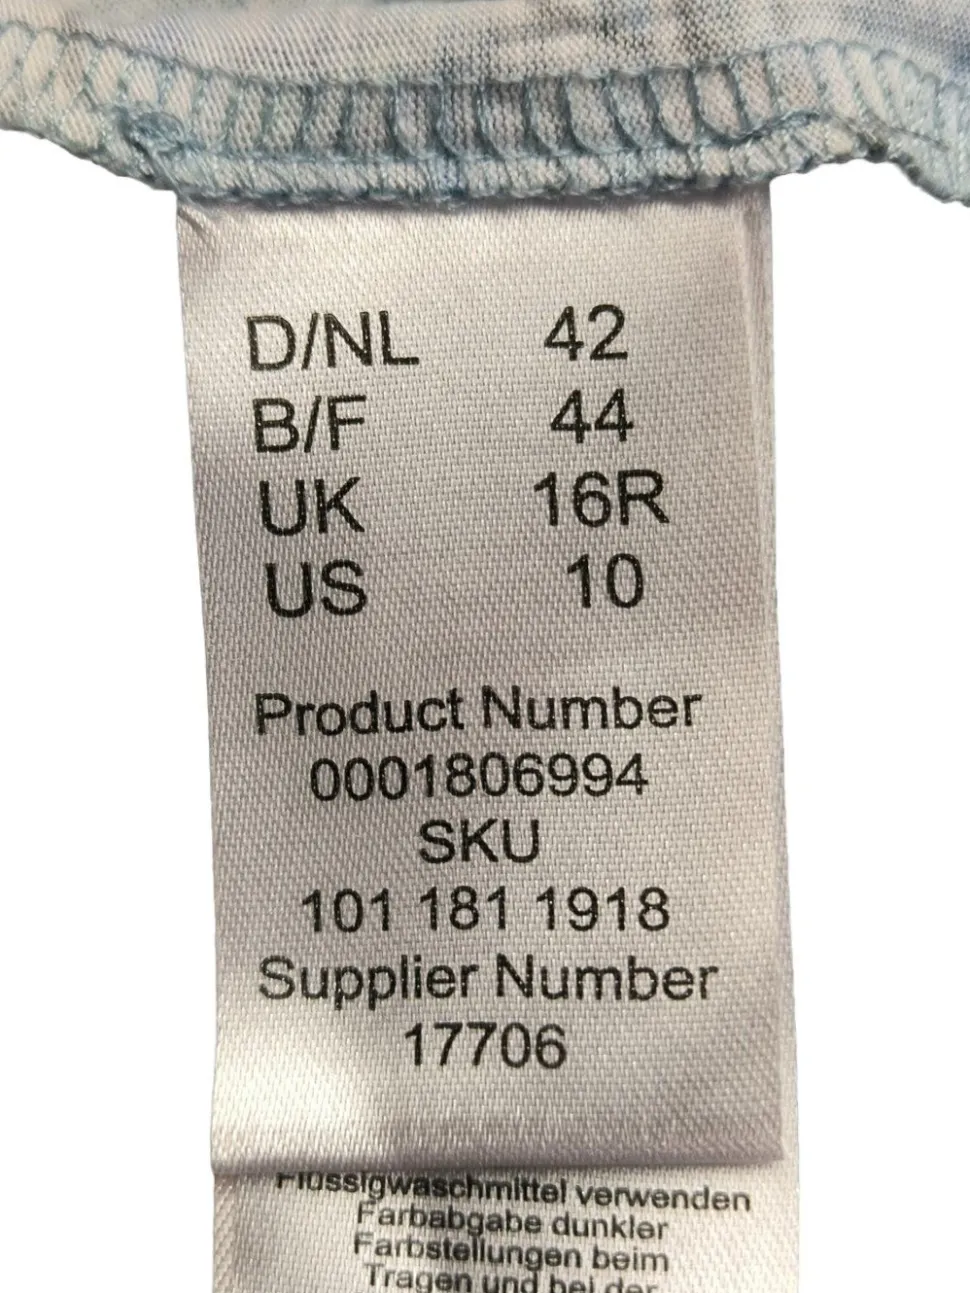 D/NL 42
B/F 44
UK 16R
US 10
Product Number
0001806994
SKU
101 181 1918
Supplier Number
17706
Flüssigwaschmittel verwenden
Farbabgabe dunkler
Farbstellungen beim
Tragen und bei der